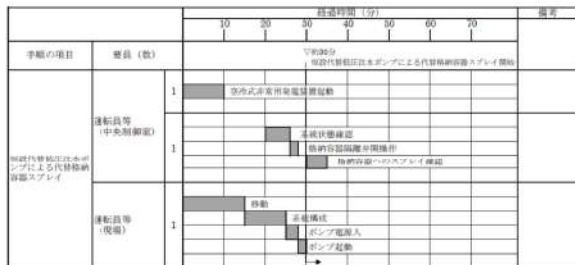 経過時間（分）
備考
10 20 30 40 50 60 70
手順の項目
要員（数）
▽約30分
恒設代替低圧注水ポンプによる代替格納容器スプレイ開始
恒設代替低圧注水ポ
ンプによる代替格納
容器スプレイ
運転員等
（中央制御室）
1
空冷式非常用発電装置起動
1
系統状態確認
格納容器隔離弁開操作
格納容器へのスプレイ確認
運転員等
（現場）
1
移動
系統構成
ポンプ電源入
ポンプ起動